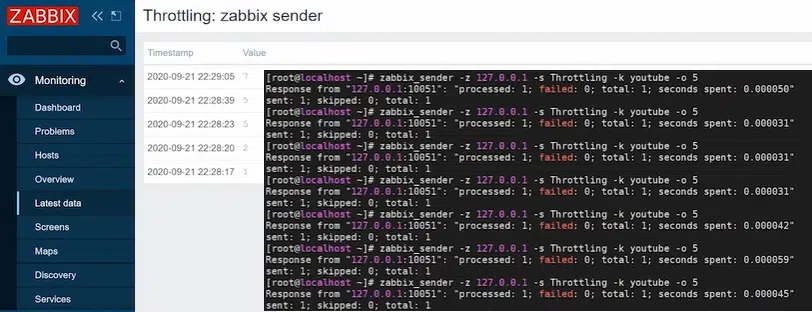 ZABBIX
Throttling: zabbix sender
Timestamp Value
2020-09-21 22:29:05 7
2020-09-21 22:28:39 5
2020-09-21 22:28:23 5
2020-09-21 22:28:20 2
2020-09-21 22:28:17 1
Monitoring
Dashboard
Problems
Hosts
Overview
Latest data
Screens
Maps
Discovery
Services
[root@localhost ~]# zabbix_sender -z 127.0.0.1 -s Throttling -k youtube -o 5
Response from "127.0.0.1:10051": "processed: 1; failed: 0; total: 1; seconds spent: 0.000050"
sent: 1; skipped: 0; total: 1
[root@localhost ~]# zabbix_sender -z 127.0.0.1 -s Throttling -k youtube -o 5
Response from "127.0.0.1:10051": "processed: 1; failed: 0; total: 1; seconds spent: 0.000031"
sent: 1; skipped: 0; total: 1
[root@localhost ~]# zabbix_sender -z 127.0.0.1 -s Throttling -k youtube -o 5
Response from "127.0.0.1:10051": "processed: 1; failed: 0; total: 1; seconds spent: 0.000031"
sent: 1; skipped: 0; total: 1
[root@localhost ~]# zabbix_sender -z 127.0.0.1 -s Throttling -k youtube -o 5
Response from "127.0.0.1:10051": "processed: 1; failed: 0; total: 1; seconds spent: 0.000031"
sent: 1; skipped: 0; total: 1
[root@localhost ~]# zabbix_sender -z 127.0.0.1 -s Throttling -k youtube -o 5
Response from "127.0.0.1:10051": "processed: 1; failed: 0; total: 1; seconds spent: 0.000042"
sent: 1; skipped: 0; total: 1
[root@localhost ~]# zabbix_sender -z 127.0.0.1 -s Throttling -k youtube -o 5
Response from "127.0.0.1:10051": "processed: 1; failed: 0; total: 1; seconds spent: 0.000059"
sent: 1; skipped: 0; total: 1
[root@localhost ~]# zabbix_sender -z 127.0.0.1 -s Throttling -k youtube -o 5
Response from "127.0.0.1:10051": "processed: 1; failed: 0; total: 1; seconds spent: 0.000045"
sent: 1; skipped: 0; total: 1